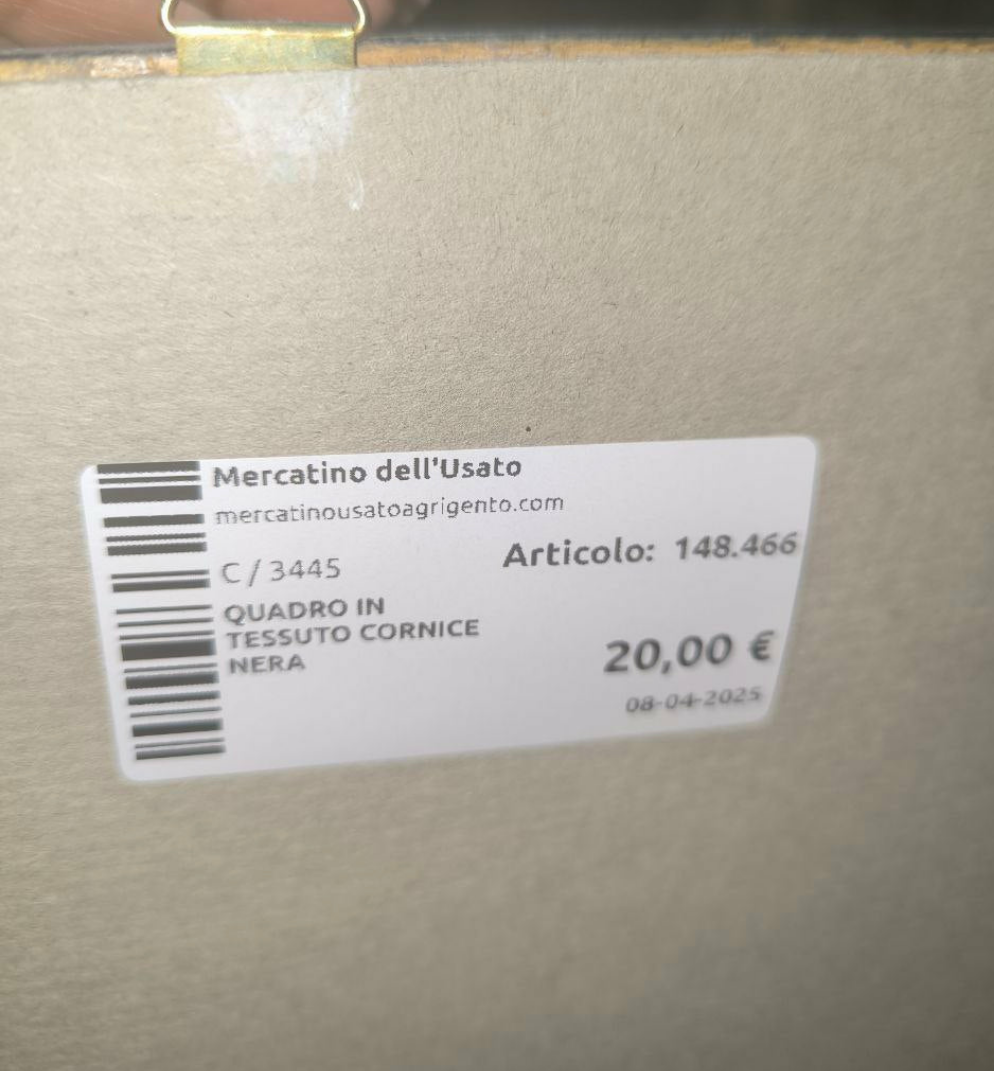 Mercatino dell'Usato
mercatinousatoagrigento.com
C / 3445
Articolo: 148.466
QUADRO IN
TESSUTO CORNICE
NERA
20,00 €
08-04-2025